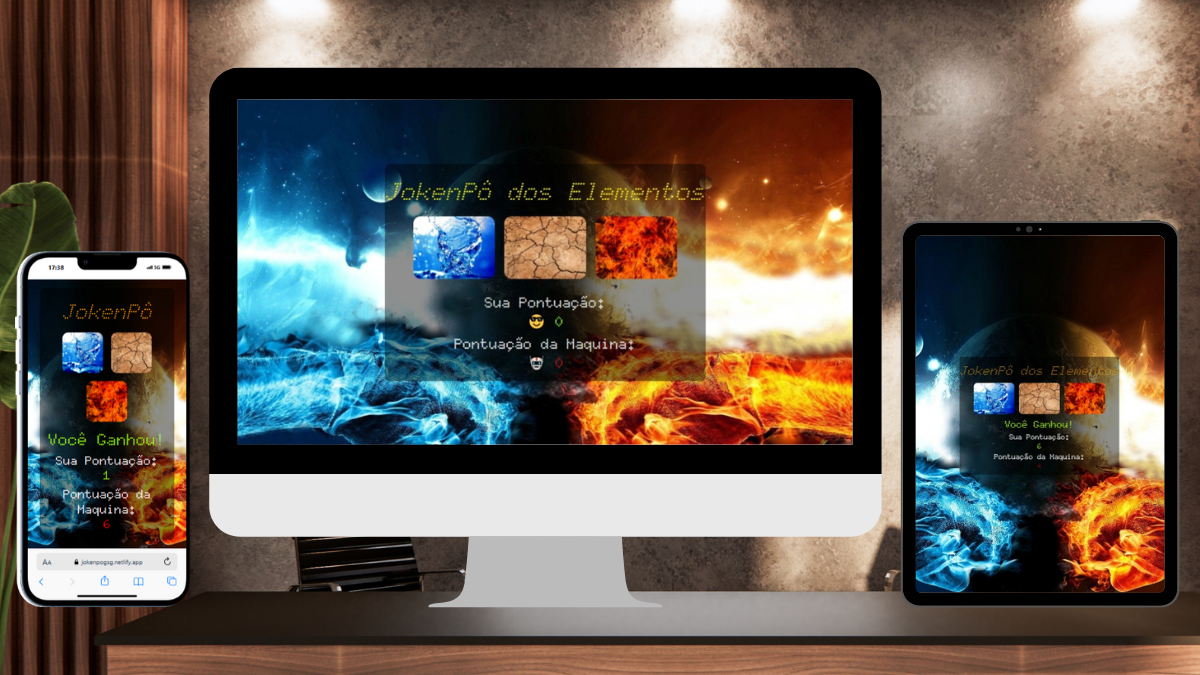 17:38
5G
JokenPô
Você Ganhou!
Sua Pontuação:
1
Pontuação da
Maquina:
6
AA
jokenpogsg.netlify.app
JokenPô dos Elementos
Sua Pontuação:
😎 0
Pontuação da Maquina:
0
JokenPô dos Elementos
Você Ganhou!
Sua Pontuação:
6
Pontuação da Maquina: